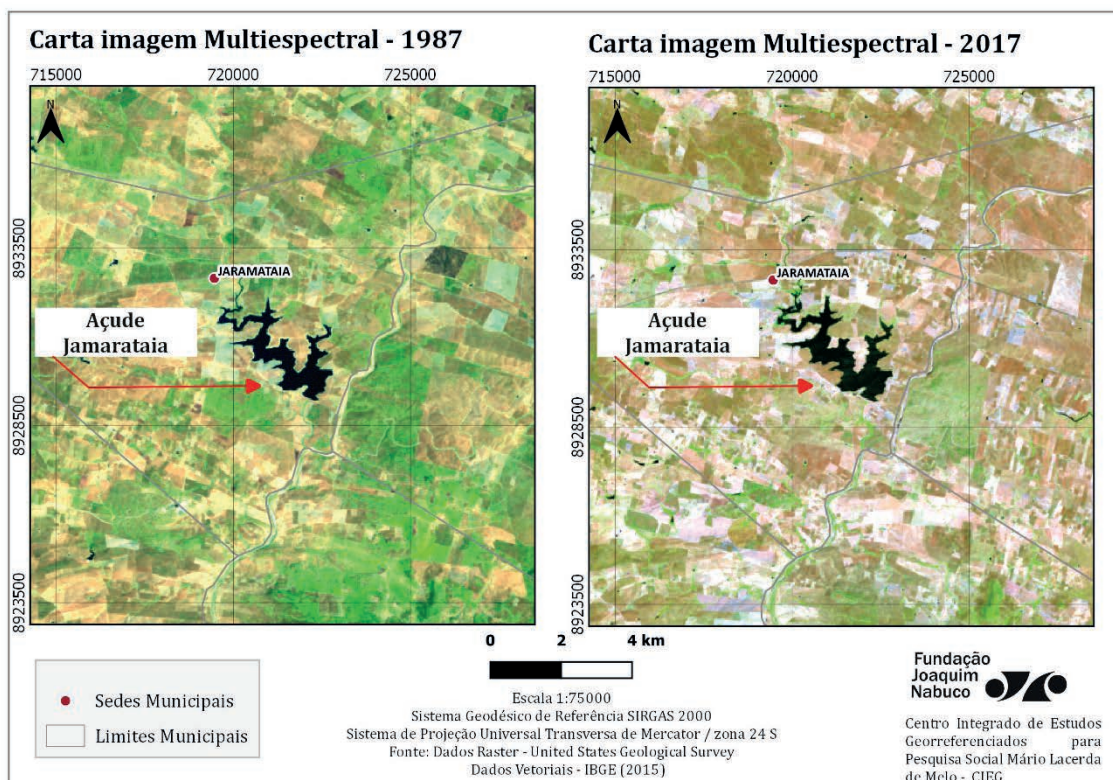 Carta imagem Multiespectral - 1987
715000
720000
725000
N
8933500
8928500
8923500
JARAMATAIA
Açude
Jamarataia
Carta imagem Multiespectral - 2017
715000
720000
725000
N
8933500
8928500
8923500
JARAMATAIA
Açude
Jamarataia
0 2 4 km
Sedes Municipais
Limites Municipais
Escala 1:75000
Sistema Geodésico de Referência SIRGAS 2000
Sistema de Projeção Universal Transversa de Mercator / zona 24 S
Fonte: Dados Raster - United States Geological Survey
Dados Vetoriais - IBGE (2015)
Fundação
Joaquim
Nabuco
Centro Integrado de Estudos
Georreferenciados para
Pesquisa Social Mário Lacerda
de Melo - CIEG